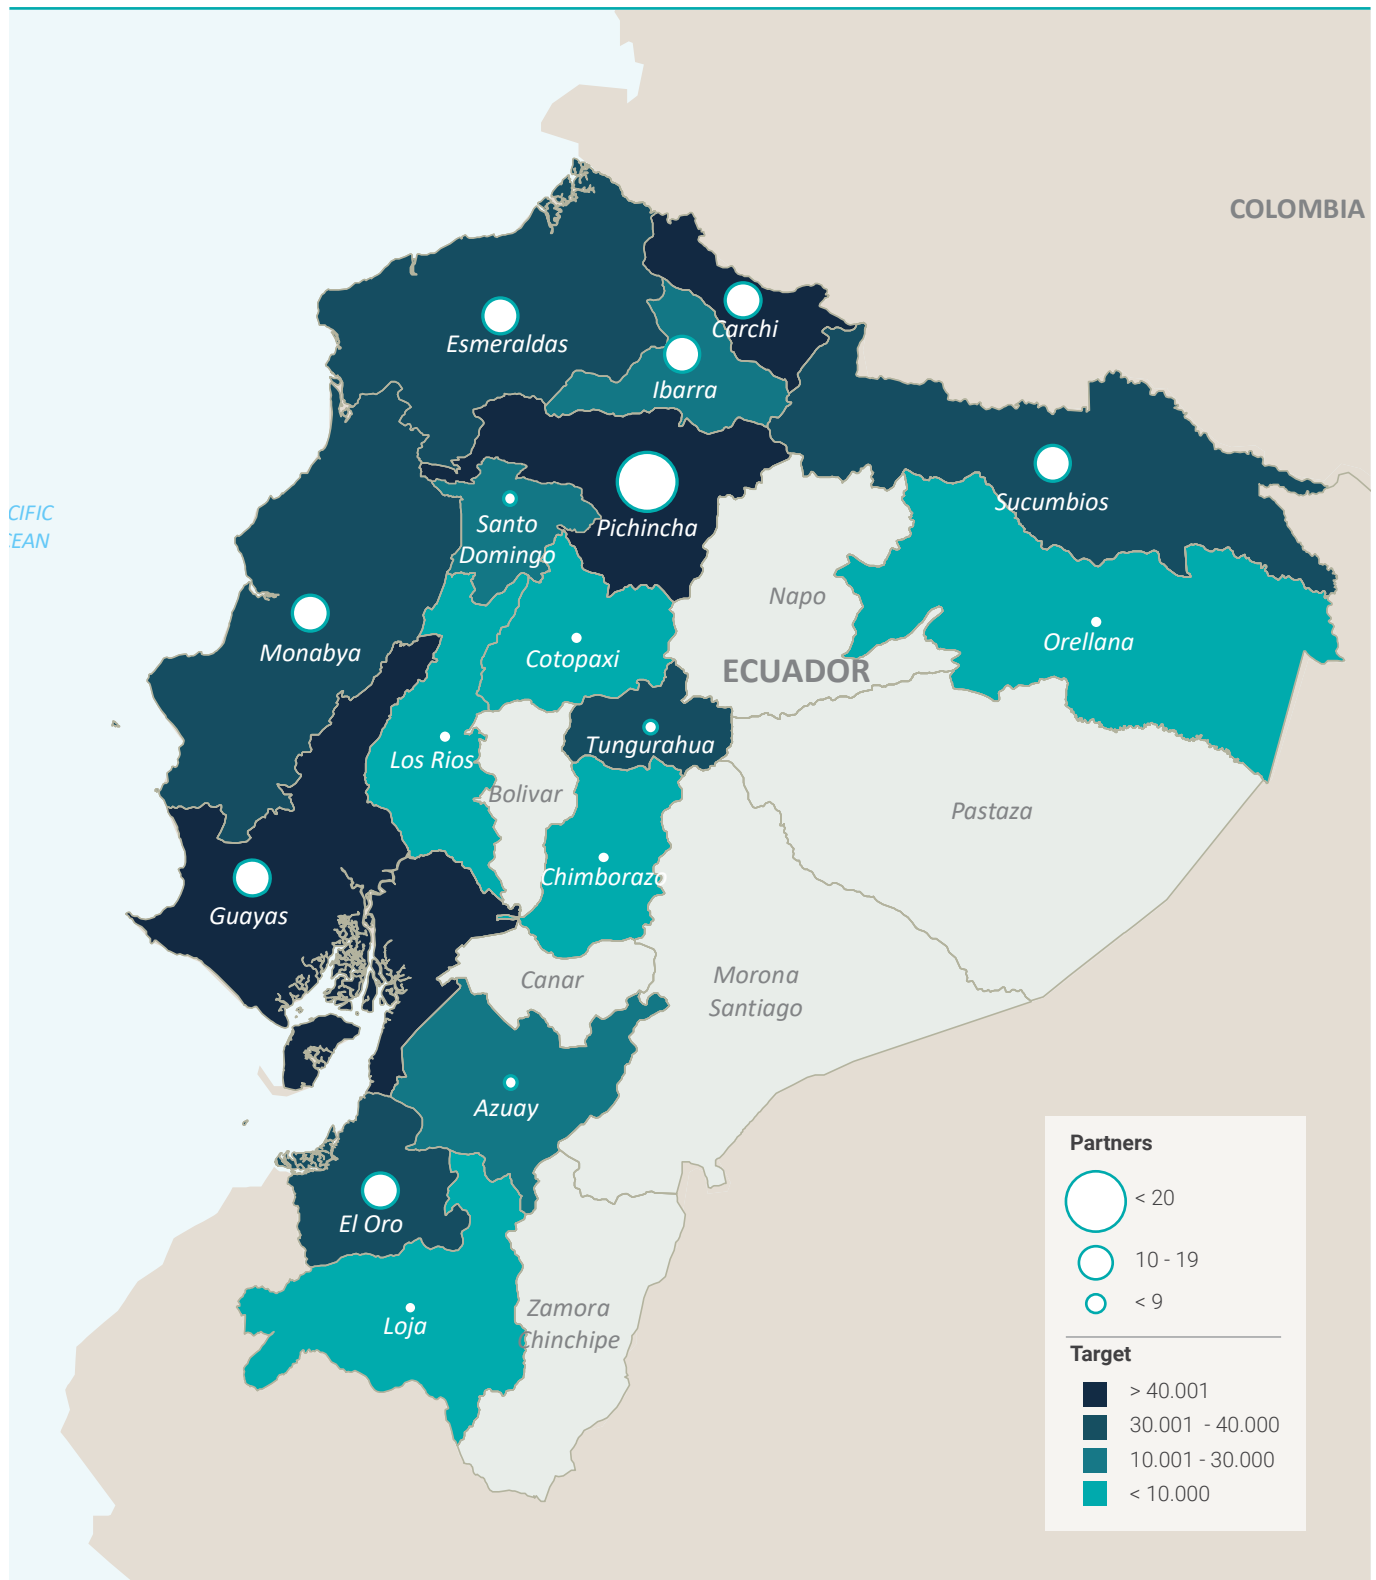 COLOMBIA
Carchi
Esmeraldas
Ibarra
Sucumbios
CIFIC
CEAN
Santo
Domingo
Pichincha
Napo
Orellana
Monabya
Cotopaxi
ECUADOR
Tungurahua
Los Rios
Bolivar
Pastaza
Chimborazo
Guayas
Canar
Morona
Santiago
Azuay
El Oro
Zamora
Chinchipe
Loja
Partners
< 20
10 - 19
< 9
Target
> 40.001
30.001 - 40.000
10.001 - 30.000
< 10.000